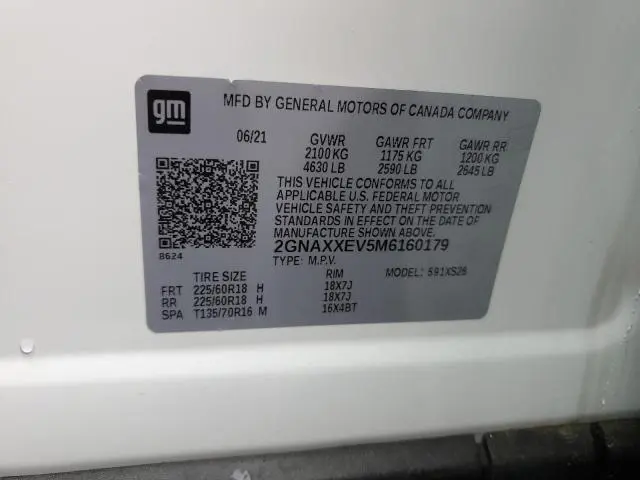 gm
MFD BY GENERAL MOTORS OF CANADA COMPANY
06/21 GVWR GAWR FRT GAWR RR
2100 KG 1175 KG 1200 KG
4630 LB 2590 LB 2645 LB
THIS VEHICLE CONFORMS TO ALL
APPLICABLE U.S. FEDERAL MOTOR
VEHICLE SAFETY AND THEFT PREVENTION
STANDARDS IN EFFECT ON THE DATE OF
MANUFACTURE SHOWN ABOVE.
8624 2GNAXXEV5M6160179
TYPE: M.P.V. MODEL: 591XS26
TIRE SIZE RIM
FRT 225/60R18 H 18X7J
RR 225/60R18 H 18X7J
SPA T135/70R16 M 16X4BT